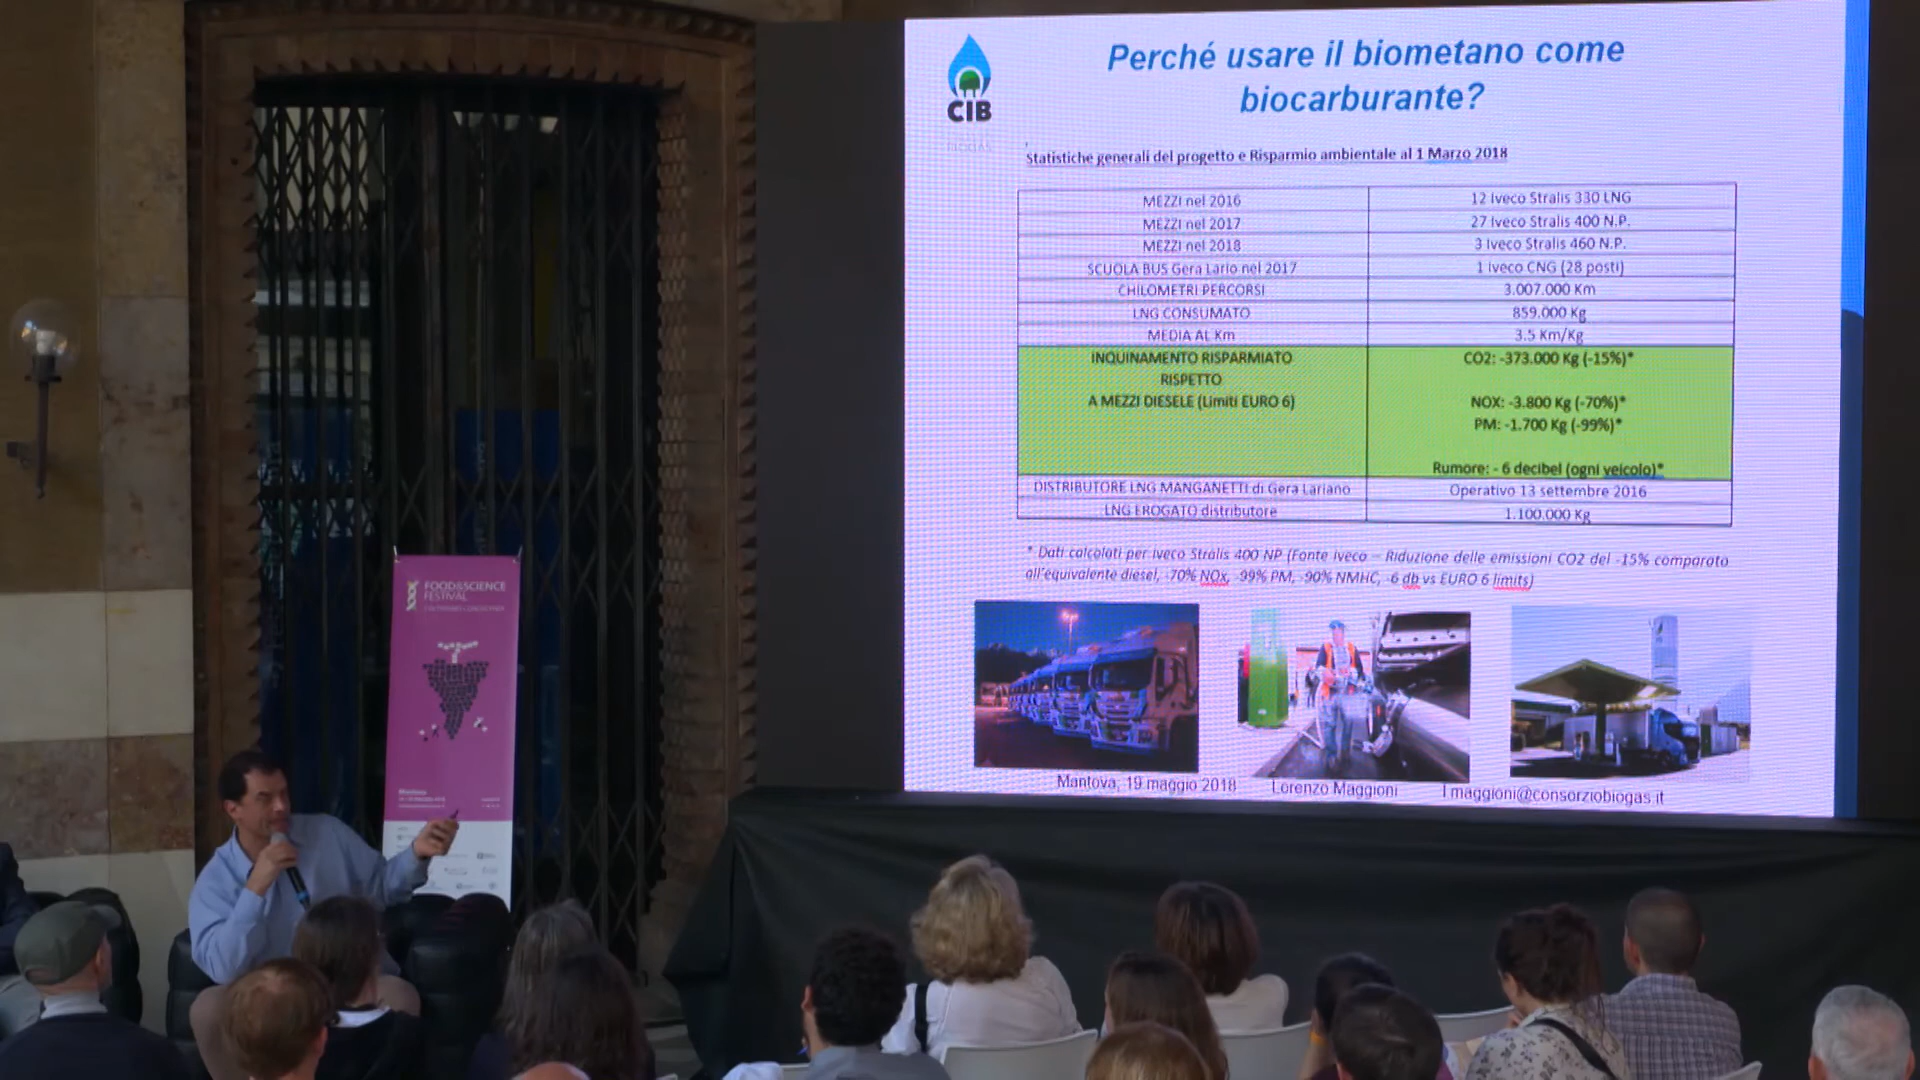 Perché usare il biometano come
biocarburante?
CIB
Statistiche generali del progetto e Risparmio ambientale al 1 Marzo 2018
MEZZI nel 2016 12 Iveco Stralis 330 LNG
MEZZI nel 2017 27 Iveco Stralis 400 N.P.
MEZZI nel 2018 3 Iveco Stralis 460 N.P.
SCUOLA BUS Gera Lario nel 2017 1 Iveco CNG (28 posti)
CHILOMETRI PERCORSI 3.007.000 Km
LNG CONSUMATO 859.000 Kg
MEDIA AL Km 3.5 Km/Kg
INQUINAMENTO RISPARMIATO CO2: -373.000 Kg (-15%)*
RISPETTO
A MEZZI DIESELE (Limiti EURO 6) NOX: -3.800 Kg (-70%)*
PM: -1.700 Kg (-99%)*
Rumore: - 6 decibel (ogni veicolo)*
DISTRIBUTORE LNG MANGANETTI di Gera Lariano Operativo 13 settembre 2016
LNG EROGATO distributore 1.100.000 Kg
* Dati calcolati per Iveco Stralis 400 NP (Fonte Iveco – Riduzione delle emissioni CO2 del -15% comparato
all'equivalente diesel, -70% NOx, -99% PM, -90% NMHC, -6 db vs EURO 6 limits)
Mantova, 19 maggio 2018 Lorenzo Maggioni l maggioni@consorziobiogas.it
FOOD&SCIENCE
FESTIVAL
Mantova